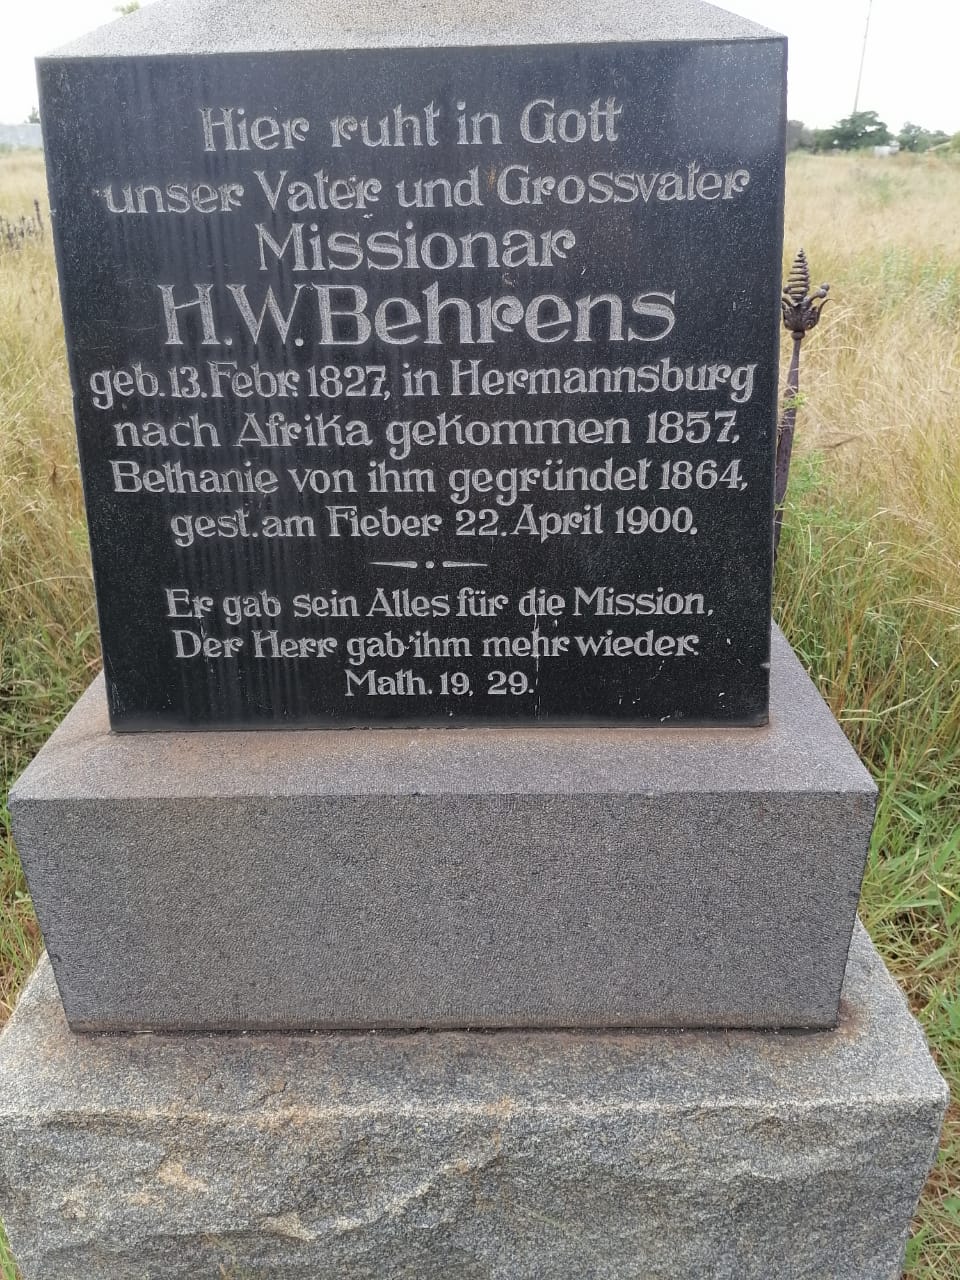 Hier ruht in Gott
unser Vater und Grossvater
Missionar
H.W. Behrens
geb. 13. Febr. 1827, in Hermannsburg
nach Afrika gekommen 1857,
Bethanie von ihm gegründet 1864,
gest. am Fieber 22. April 1900.
Er gab sein Alles für die Mission,
Der Herr gab ihm mehr wieder.
Math. 19, 29.